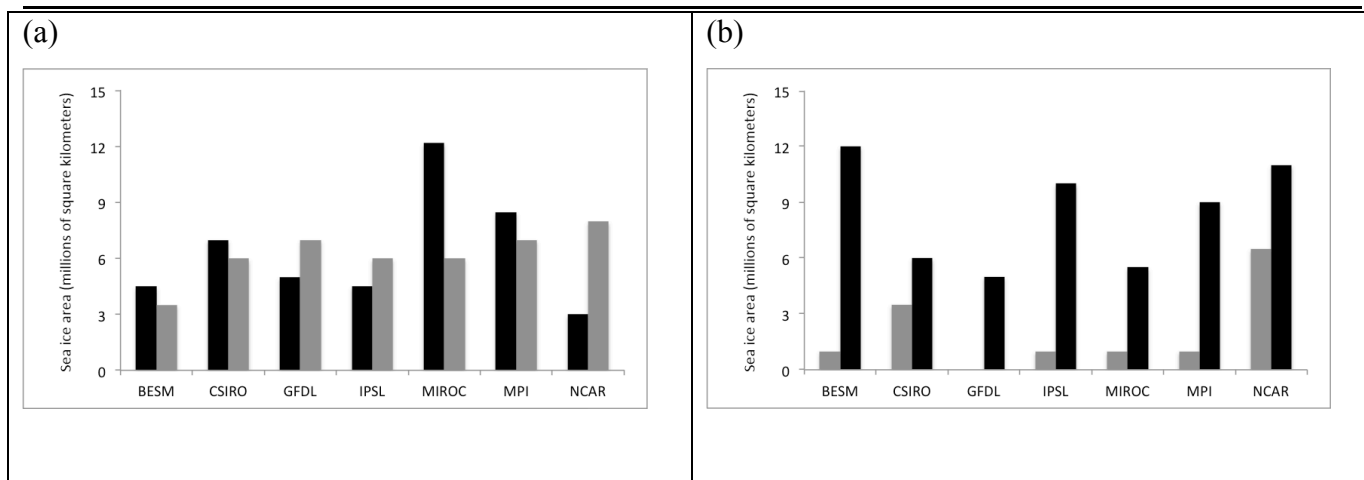 (a)
Sea ice area (millions of square kilometers)
15
12
9
6
3
0
BESM CSIRO GFDL IPSL MIROC MPI NCAR
(b)
Sea ice area (millions of square kilometers)
15
12
9
6
3
0
BESM CSIRO GFDL IPSL MIROC MPI NCAR